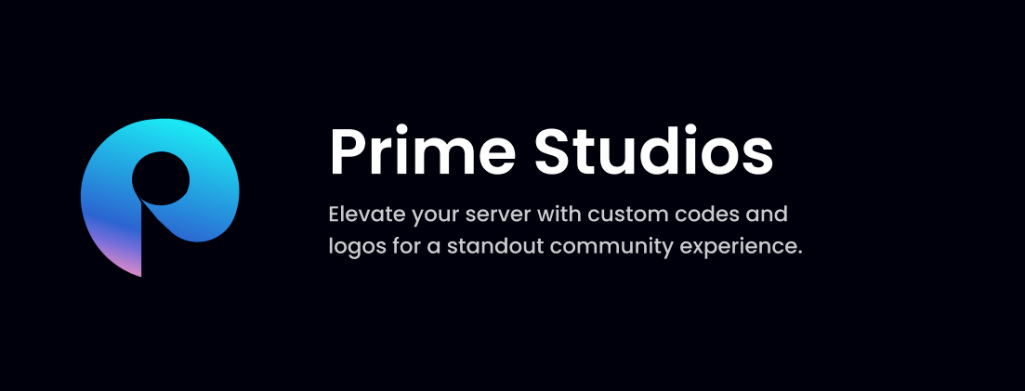 Prime Studios
Elevate your server with custom codes and
logos for a standout community experience.